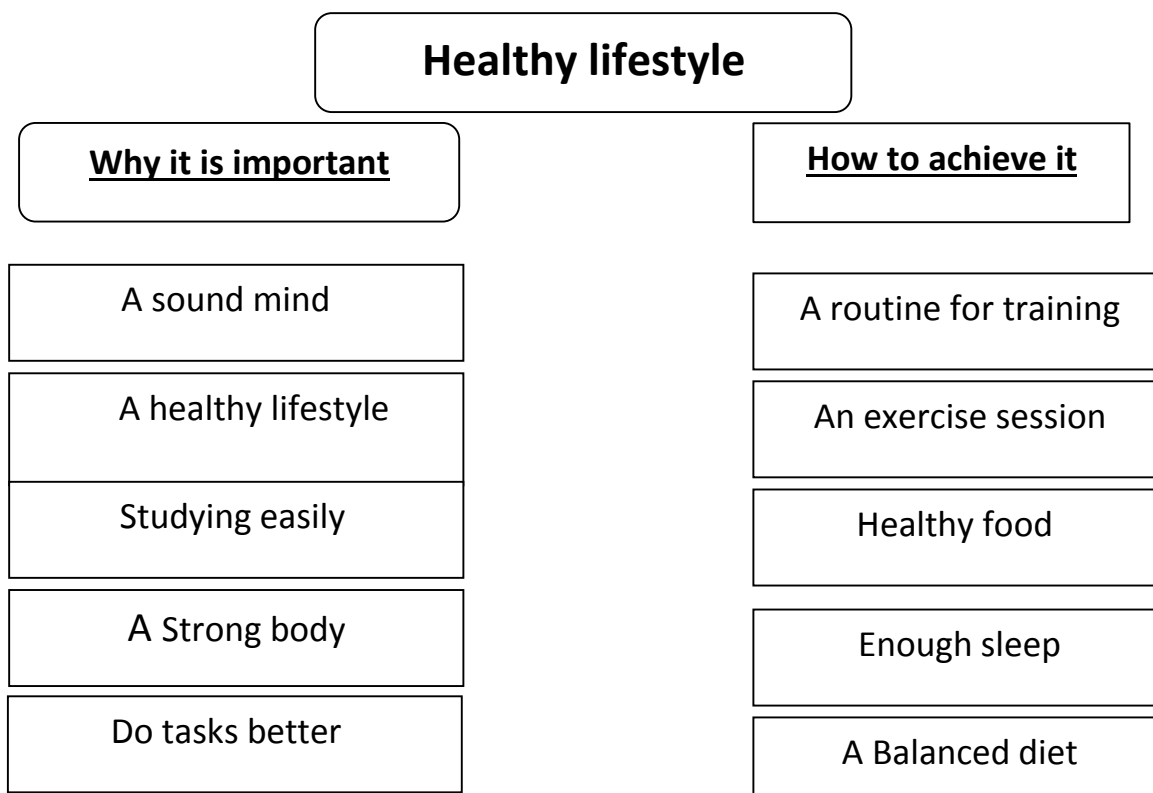 Healthy lifestyle
Why it is important
How to achieve it
A sound mind
A routine for training
A healthy lifestyle
An exercise session
Studying easily
Healthy food
A Strong body
Enough sleep
Do tasks better
A Balanced diet